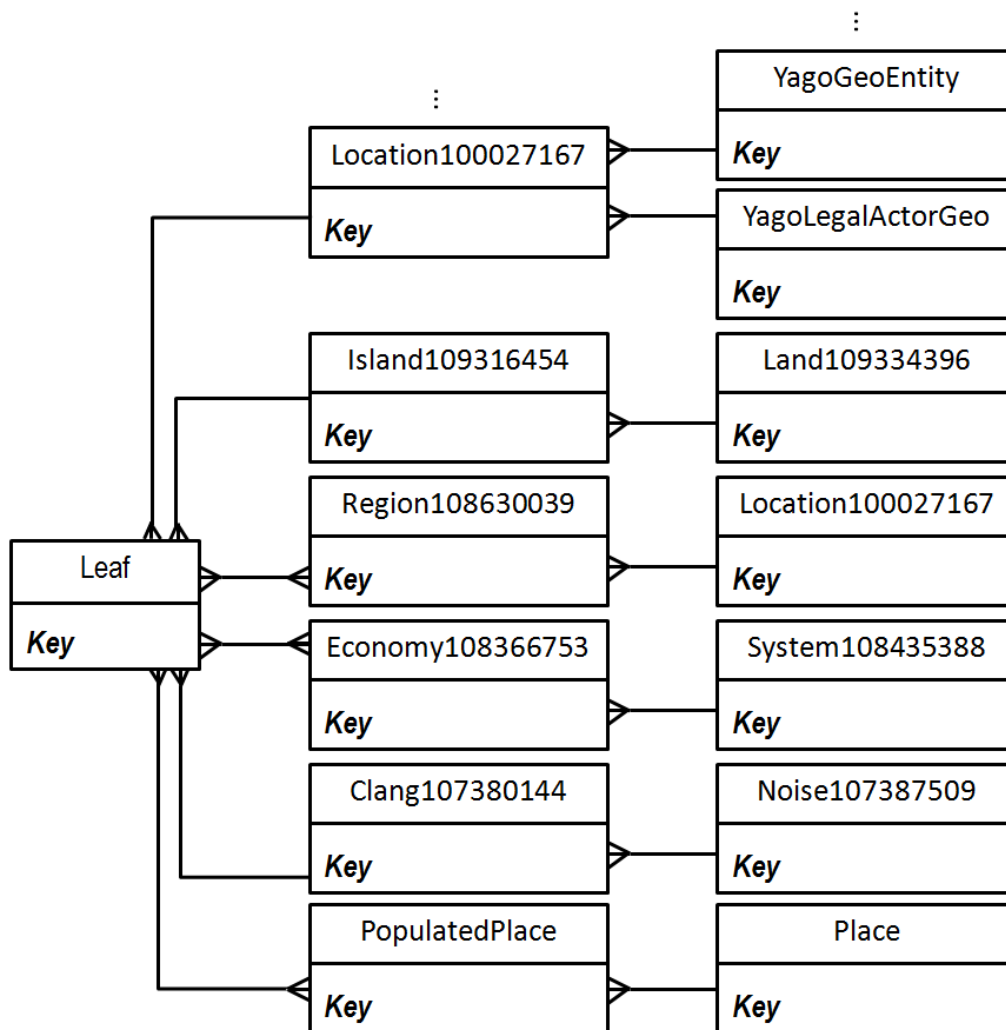 ⋮
YagoGeoEntity
Key
⋮
Location100027167
Key
YagoLegalActorGeo
Key
Island109316454
Key
Land109334396
Key
Region108630039
Key
Location100027167
Key
Leaf
Key
Economy108366753
Key
System108435388
Key
Clang107380144
Key
Noise107387509
Key
PopulatedPlace
Key
Place
Key